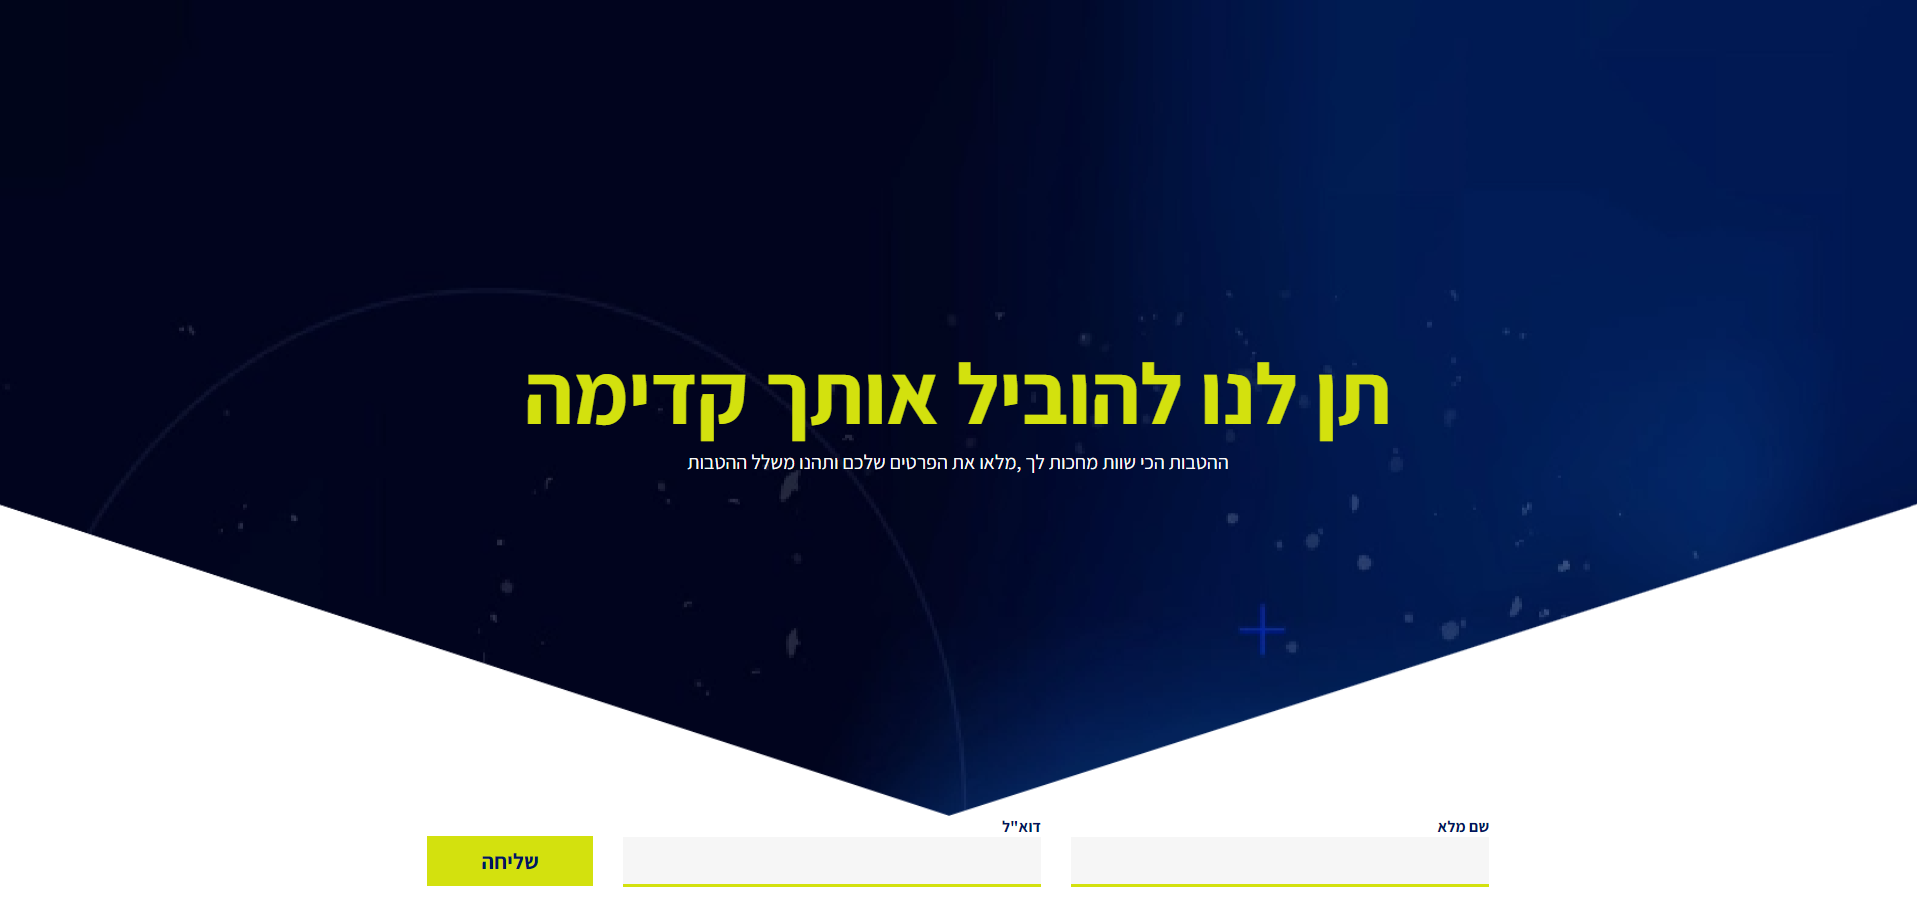 תן לנו להוביל אותך קדימה
ההטבות הכי שוות מחכות לך ,מלאו את הפרטים שלכם ותהנו משלל ההטבות
שם מלא
דוא"ל
שליחה